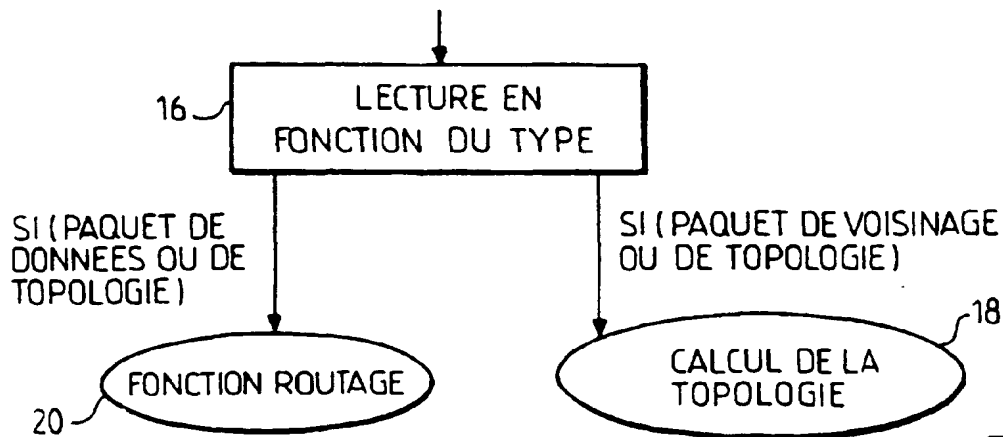 16
LECTURE EN
FONCTION DU TYPE
SI (PAQUET DE
DONNEES OU DE
TOPOLOGIE)
SI (PAQUET DE VOISINAGE
OU DE TOPOLOGIE)
18
FONCTION ROUTAGE
CALCUL DE LA
TOPOLOGIE
20